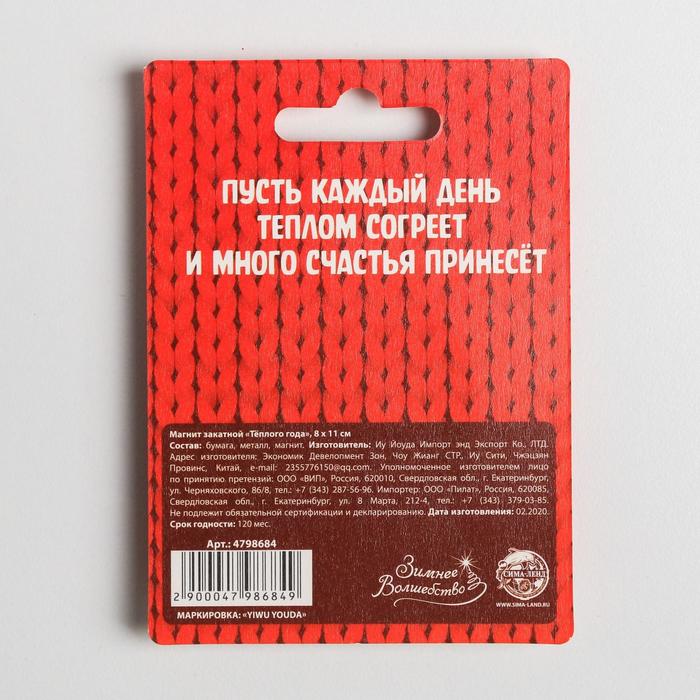 ПУСТЬ КАЖДЫЙ ДЕНЬ
ТЕПЛОМ СОГРЕЕТ
И МНОГО СЧАСТЬЯ ПРИНЕСЁТ
Магнит закатной «Тёплого года», 8 х 11 см
Состав: бумага, металл, магнит. Изготовитель: Иу Йоуда Импорт энд Экспорт Ко., ЛТД.
Адрес изготовителя: Экономик Девелопмент Зон, Чоу Жианг СТР, Иу Сити, Чжэцзян
Провинс, Китай, e-mail: 2355776150@qq.com. Уполномоченное изготовителем лицо
по принятию претензий: ООО «ВИП», Россия, 620010, Свердловская обл., г. Екатеринбург,
ул. Черняховского, 86/8, тел.: +7 (343) 287-56-96. Импортер: ООО «Пилат», Россия, 620085,
Свердловская обл., г. Екатеринбург, ул. 8 Марта, 212-4, тел.: +7 (343) 379-03-85.
Не подлежит обязательной сертификации и декларированию. Дата изготовления: 02.2020.
Срок годности: 120 мес.
Арт.: 4798684
2 900047 986849
МАРКИРОВКА: «YIWU YOUDA»
Зимнее
Волшебство
СИМА-ЛЕНД
WWW.SIMA-LAND.RU